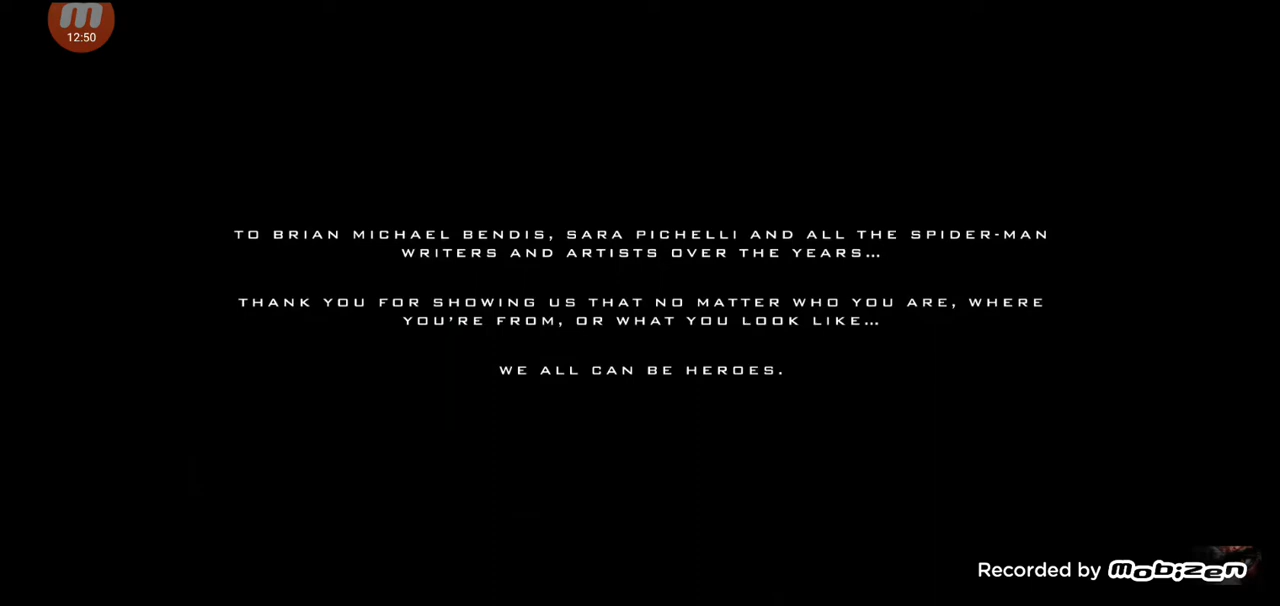 12:50
TO BRIAN MICHAEL BENDIS, SARA PICHELLI AND ALL THE SPIDER-MAN
WRITERS AND ARTISTS OVER THE YEARS...
THANK YOU FOR SHOWING US THAT NO MATTER WHO YOU ARE, WHERE
YOU'RE FROM, OR WHAT YOU LOOK LIKE...
WE ALL CAN BE HEROES.
Recorded by mobizen